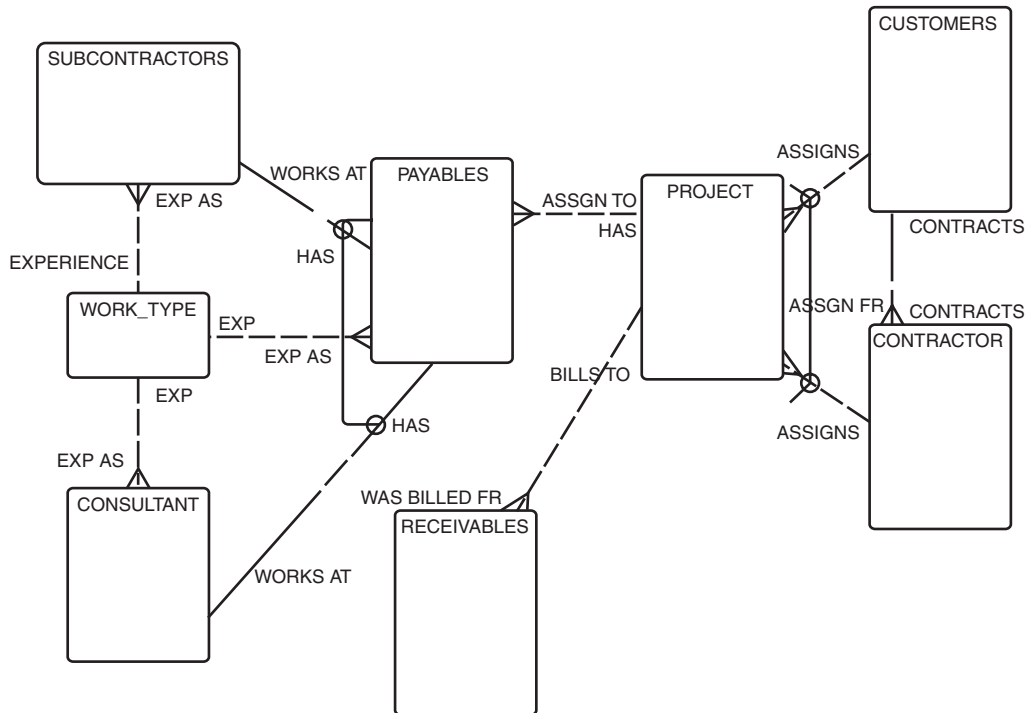 CUSTOMERS
SUBCONTRACTORS
ASSIGNS
WORKS AT
PAYABLES
EXP AS
ASSGN TO
PROJECT
HAS
CONTRACTS
HAS
EXPERIENCE
WORK_TYPE
ASSGN FR
CONTRACTS
EXP
CONTRACTOR
EXP AS
BILLS TO
EXP
HAS
ASSIGNS
EXP AS
CONSULTANT
WAS BILLED FR
RECEIVABLES
WORKS AT